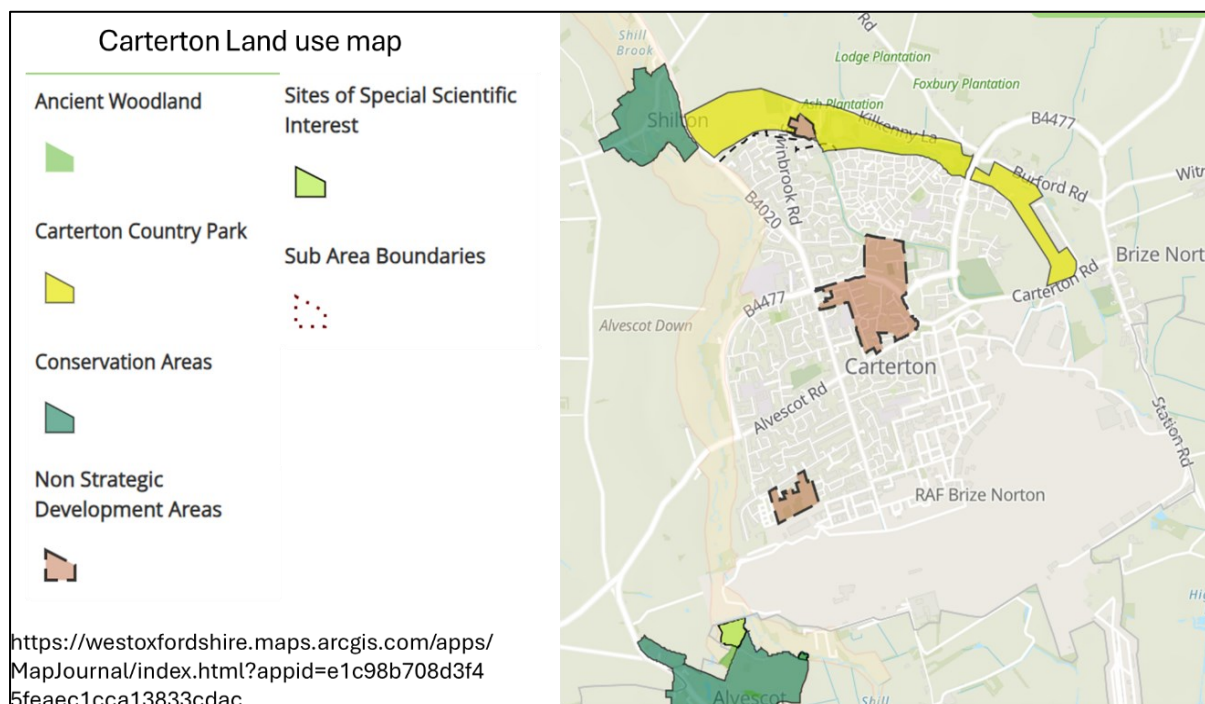 Carterton Land use map
Ancient Woodland
Carterton Country Park
Conservation Areas
Non Strategic
Development Areas
Sites of Special Scientific
Interest
Sub Area Boundaries
https://westoxfordshire.maps.arcgis.com/apps/
MapJournal/index.html?appid=e1c98b708d3f4
5feaec1cca13833cdac
Shill
Brook
Rd
Lodge Plantation
Foxbury Plantation
Ash Plantation
Shilton
Kilkenny La
B4477
Burford Rd
B4020
Brize Nort
Carterton Rd
B4477
Alvescot Down
Carterton
Alvescot Rd
Station Rd
RAF Brize Norton
Alvescot
Shill